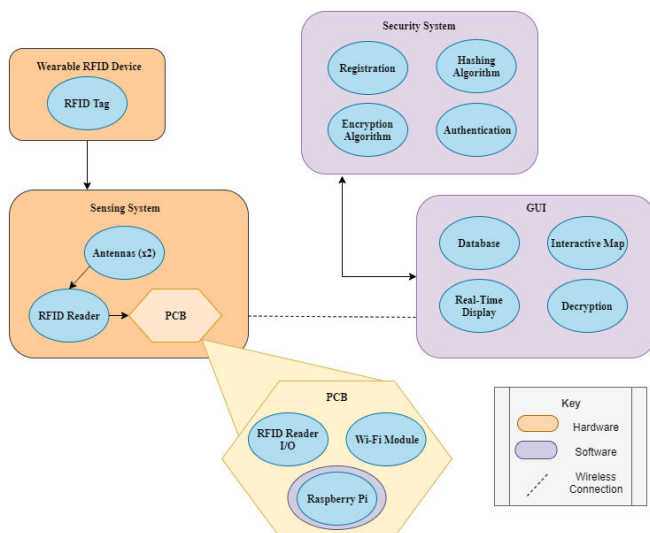 Wearable RFID Device
RFID Tag
Security System
Registration
Hashing
Algorithm
Encryption
Algorithm
Authentication
Sensing System
Antennas (x2)
RFID Reader
PCB
GUI
Database
Interactive Map
Real-Time
Display
Decryption
PCB
RFID Reader
I/O
Wi-Fi Module
Raspberry Pi
Key
Hardware
Software
Wireless
Connection